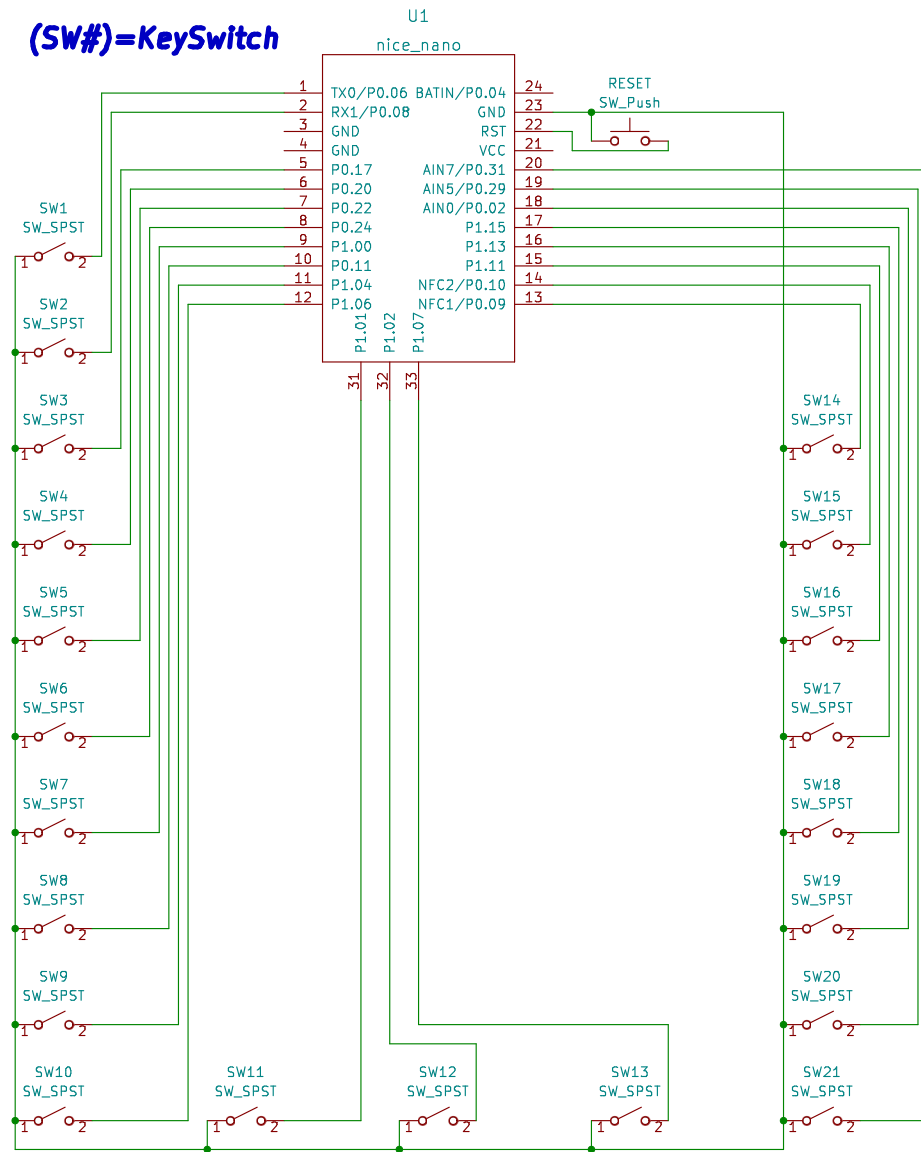 (SW#)=KeySwitch
U1
nice_nano
1 TX0/P0.06 BATIN/P0.04 24
2 RX1/P0.08 GND 23
3 GND RST 22
4 GND VCC 21
5 P0.17 AIN7/P0.31 20
6 P0.20 AIN5/P0.29 19
7 P0.22 AIN0/P0.02 18
8 P0.24 P1.15 17
9 P1.00 P1.13 16
10 P0.11 P1.11 15
11 P1.04 NFC2/P0.10 14
12 P1.06 NFC1/P0.09 13
P1.01 P1.02 P1.07
31 32 33
RESET
SW_Push
SW1
SW_SPST
1 2
SW2
SW_SPST
1 2
SW3
SW_SPST
1 2
SW4
SW_SPST
1 2
SW5
SW_SPST
1 2
SW6
SW_SPST
1 2
SW7
SW_SPST
1 2
SW8
SW_SPST
1 2
SW9
SW_SPST
1 2
SW10
SW_SPST
1 2
SW11
SW_SPST
1 2
SW12
SW_SPST
1 2
SW13
SW_SPST
1 2
SW14
SW_SPST
1 2
SW15
SW_SPST
1 2
SW16
SW_SPST
1 2
SW17
SW_SPST
1 2
SW18
SW_SPST
1 2
SW19
SW_SPST
1 2
SW20
SW_SPST
1 2
SW21
SW_SPST
1 2